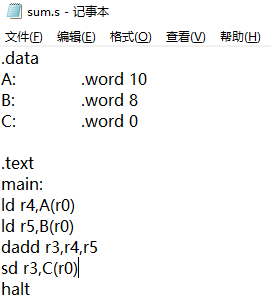 sum.s - 记事本
文件(F) 编辑(E) 格式(O) 查看(V) 帮助(H)
.data
A: .word 10
B: .word 8
C: .word 0
.text
main:
ld r4,A(r0)
ld r5,B(r0)
dadd r3,r4,r5
sd r3,C(r0)
halt